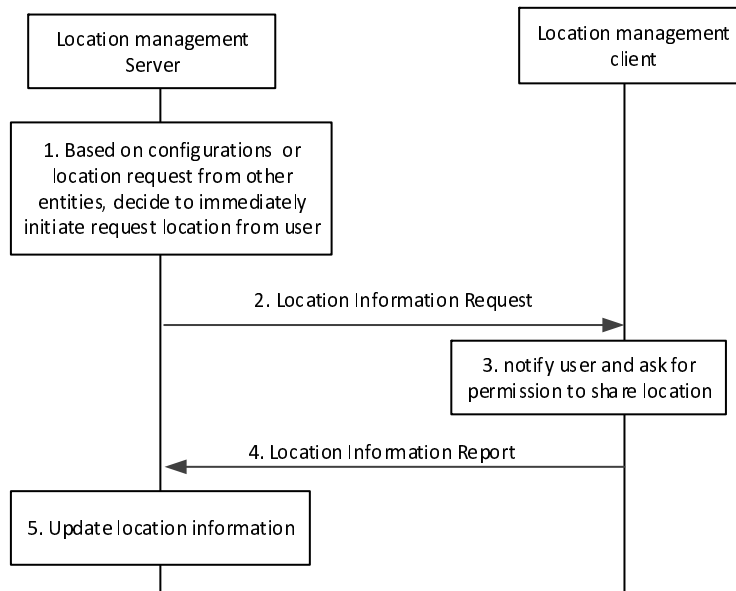 Location management
Server
Location management
client
1. Based on configurations or
location request from other
entities, decide to immediately
initiate request location from user
2. Location Information Request
3. notify user and ask for
permission to share location
4. Location Information Report
5. Update location information